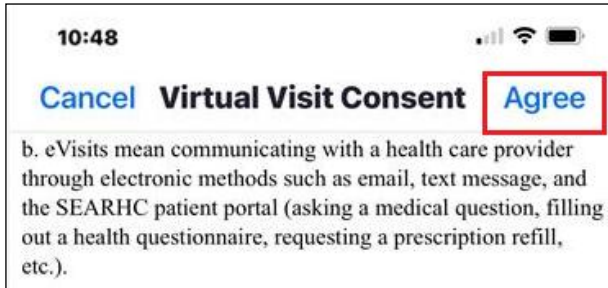 10:48
Cancel Virtual Visit Consent Agree
b. eVisits mean communicating with a health care provider
through electronic methods such as email, text message, and
the SEARHC patient portal (asking a medical question, filling
out a health questionnaire, requesting a prescription refill,
etc.).